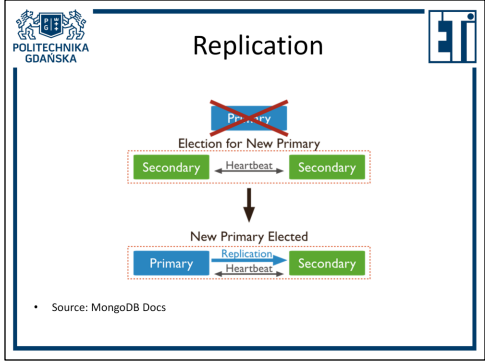 POLITECHNIKA
GDAŃSKA
Replication
Primary
Election for New Primary
Secondary Heartbeat Secondary
New Primary Elected
Replication
Primary Heartbeat Secondary
• Source: MongoDB Docs